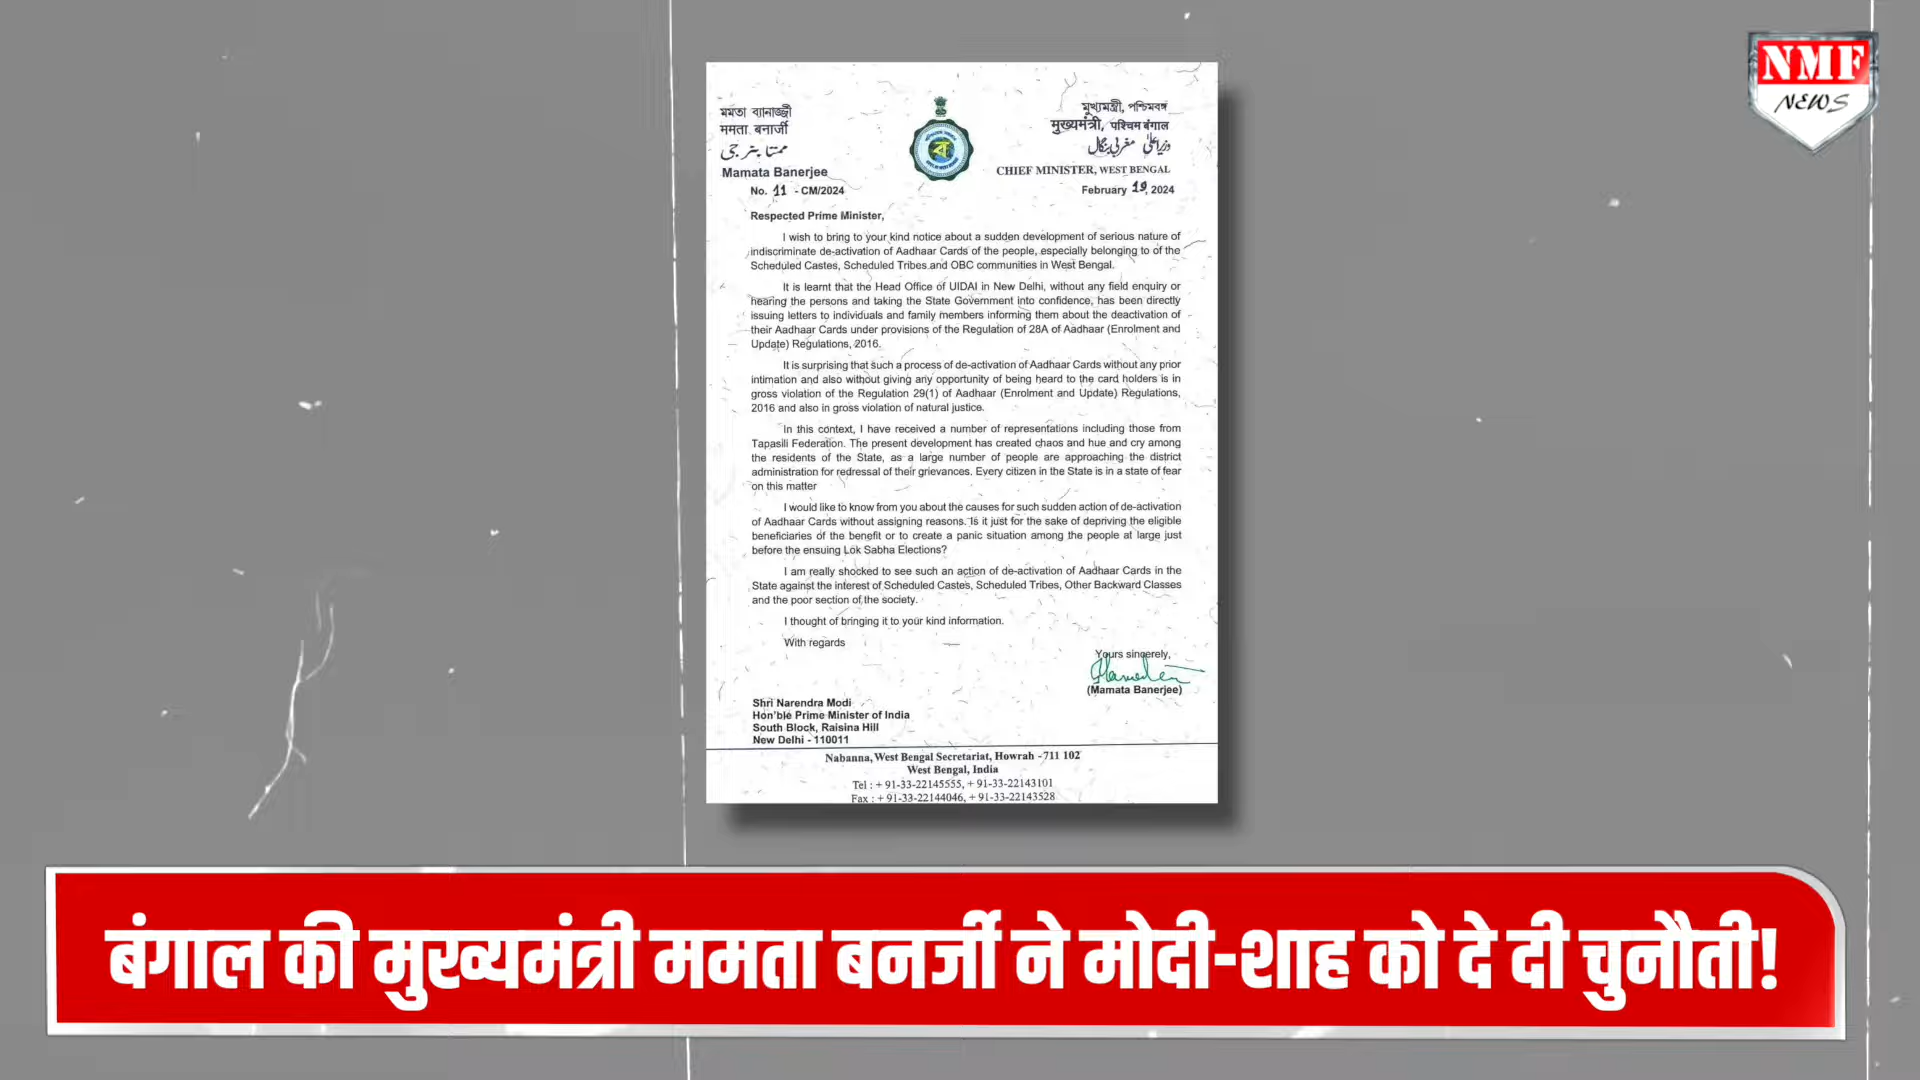 NMF
NEWS
মমতা ব্যানার্জ্জী
ममता बनार्जी
ممتا بنرجی
Mamata Banerjee
No. 11 - CM/2024
মুখ্যমন্ত্রী, পশ্চিমবঙ্গ
मुख्यमंत्री, पश्चिम बंगाल
وزیراعلیٰ مغربی بنگال
CHIEF MINISTER, WEST BENGAL
February 19, 2024
Respected Prime Minister,
I wish to bring to your kind notice about a sudden development of serious nature of
indiscriminate de-activation of Aadhaar Cards of the people, especially belonging to of the
Scheduled Castes, Scheduled Tribes and OBC communities in West Bengal.
It is learnt that the Head Office of UIDAI in New Delhi, without any field enquiry or
hearing the persons and taking the State Government into confidence, has been directly
issuing letters to individuals and family members informing them about the deactivation of
their Aadhaar Cards under provisions of the Regulation of 28A of Aadhaar (Enrolment and
Update) Regulations, 2016.
It is surprising that such a process of de-activation of Aadhaar Cards without any prior
intimation and also without giving any opportunity of being heard to the card holders is in
gross violation of the Regulation 29(1) of Aadhaar (Enrolment and Update) Regulations,
2016 and also in gross violation of natural justice.
In this context, I have received a number of representations including those from
Tapasili Federation. The present development has created chaos and hue and cry among
the residents of the State, as a large number of people are approaching the district
administration for redressal of their grievances. Every citizen in the State is in a state of fear
on this matter
I would like to know from you about the causes for such sudden action of de-activation
of Aadhaar Cards without assigning reasons. Is it just for the sake of depriving the eligible
beneficiaries of the benefit or to create a panic situation among the people at large just
before the ensuing Lok Sabha Elections?
I am really shocked to see such an action of de-activation of Aadhaar Cards in the
State against the interest of Scheduled Castes, Scheduled Tribes, Other Backward Classes
and the poor section of the society.
I thought of bringing it to your kind information.
With regards
Yours sincerely,
(Mamata Banerjee)
Shri Narendra Modi
Hon'ble Prime Minister of India
South Block, Raisina Hill
New Delhi - 110011
Nabanna, West Bengal Secretariat, Howrah - 711 102
West Bengal, India
Tel : + 91-33-22145555, + 91-33-22143101
Fax : + 91-33-22144046, + 91-33-22143528
बंगाल की मुख्यमंत्री ममता बनर्जी ने मोदी-शाह को दे दी चुनौती!